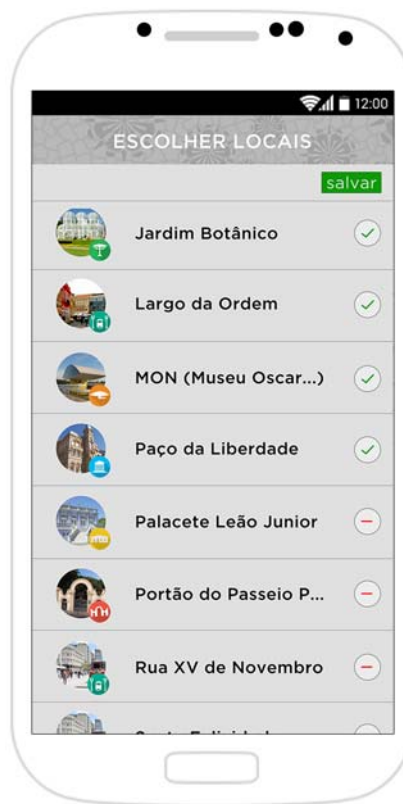 12:00
ESCOLHER LOCAIS
salvar
Jardim Botânico
Largo da Ordem
MON (Museu Oscar...)
Paço da Liberdade
Palacete Leão Junior
Portão do Passeio P...
Rua XV de Novembro